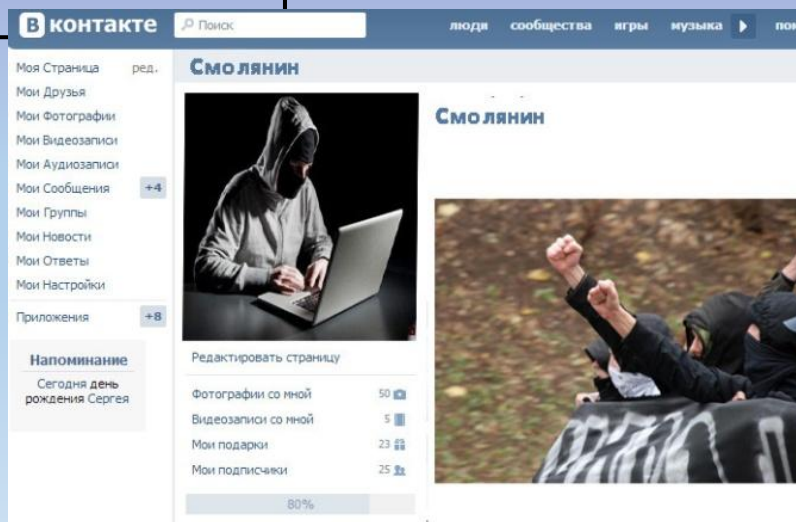 В контакте
Поиск
люди сообщества игры музыка
Моя Страница ред.
Мои Друзья
Мои Фотографии
Мои Видеозаписи
Мои Аудиозаписи
Мои Сообщения +4
Мои Группы
Мои Новости
Мои Ответы
Мои Настройки
Приложения +8
Напоминание
Сегодня день
рождения Сергея
Смолянин
Редактировать страницу
Фотографии со мной 50
Видеозаписи со мной 5
Мои подарки 23
Мои подписчики 25
80%
Смолянин